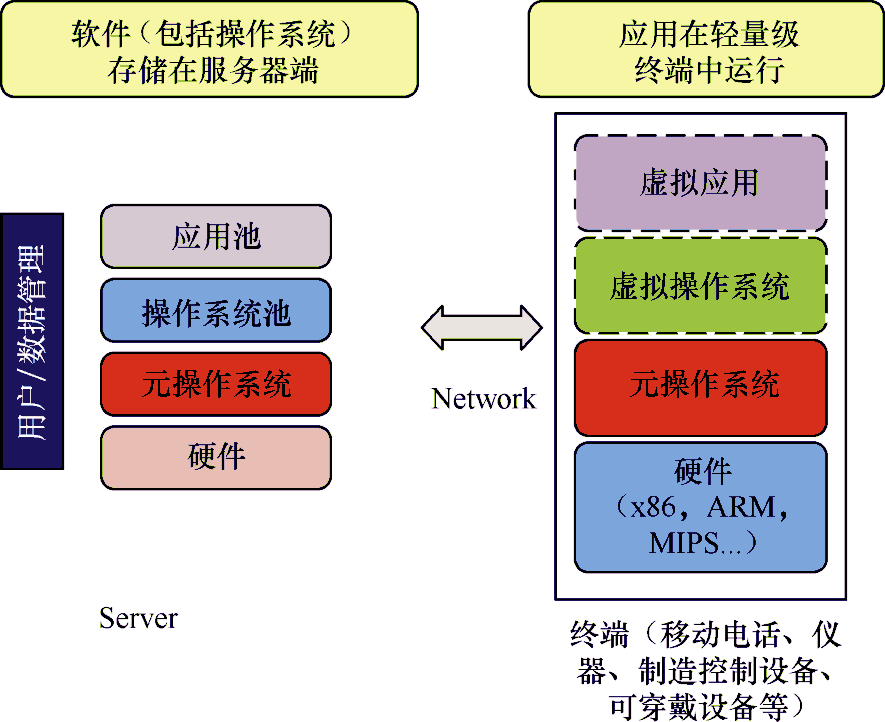 软件（包括操作系统）
存储在服务器端
应用在轻量级
终端中运行
用户/数据管理
应用池
操作系统池
元操作系统
硬件
Server
Network
虚拟应用
虚拟操作系统
元操作系统
硬件
（x86，ARM，
MIPS...）
终端（移动电话、仪
器、制造控制设备、
可穿戴设备等）